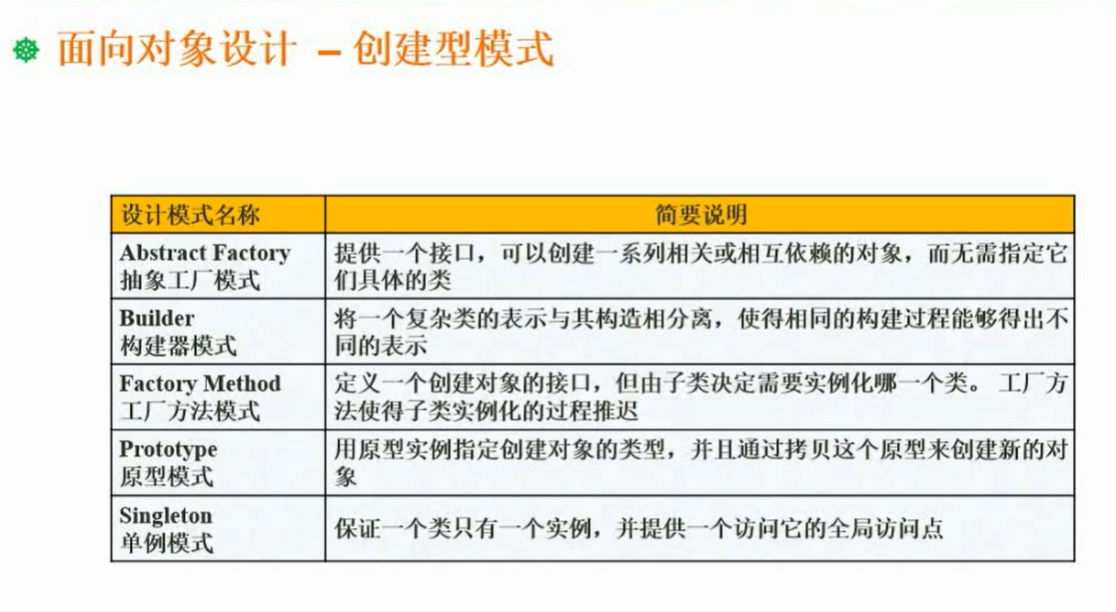 面向对象设计 – 创建型模式
设计模式名称
简要说明
Abstract Factory
抽象工厂模式
提供一个接口，可以创建一系列相关或相互依赖的对象，而无需指定它
们具体的类
Builder
构建器模式
将一个复杂类的表示与其构造相分离，使得相同的构建过程能够得出不
同的表示
Factory Method
工厂方法模式
定义一个创建对象的接口，但由子类决定需要实例化哪一个类。 工厂方
法使得子类实例化的过程推迟
Prototype
原型模式
用原型实例指定创建对象的类型，并且通过拷贝这个原型来创建新的对
象
Singleton
单例模式
保证一个类只有一个实例，并提供一个访问它的全局访问点